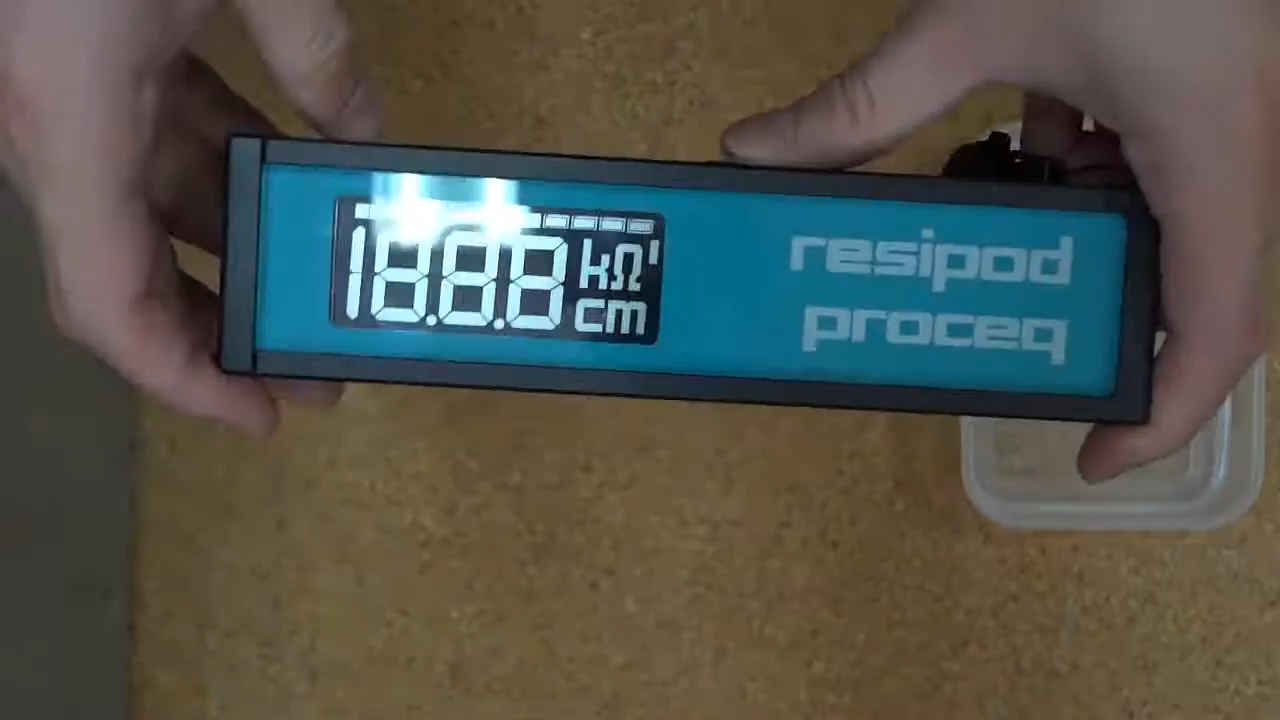 18.8.8 kΩ'
cm
resipod
proceq